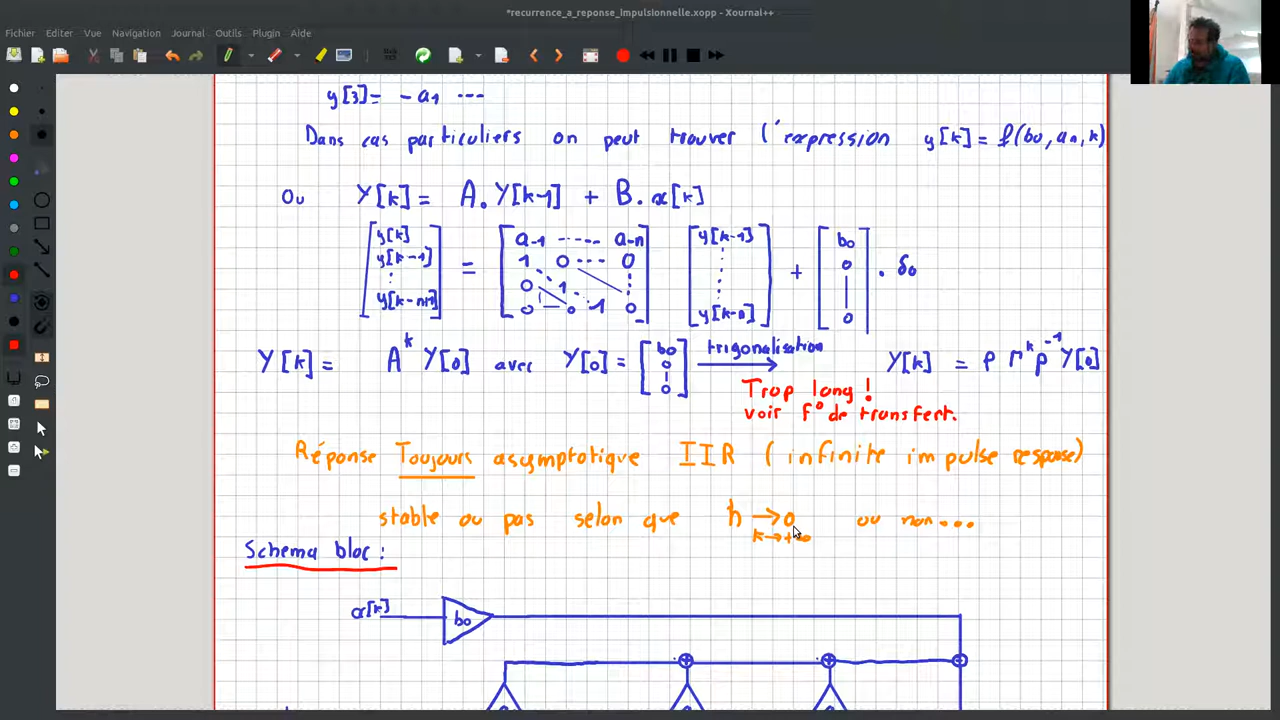 *recurrence_a_reponse_impulsionnelle.xopp - Xournal++
Fichier Editer Vue Navigation Journal Outils Plugin Aide
y[3]= -a1 ---
Dans cas particuliers on peut trouver l'expression y[k]= f(b0, an, k)
Ou Y[k]= A. Y[k-1] + B. x[k]
y[k] a-1 ----- a-n y[k-1] b0
y[k-1] = 1 0 --- 0 + 0 . δ0
0 1
y[k-n+1] 0 0 1 0 y[k-n] 0
Y[k]= A^k Y[0] avec Y[0]= [b0 0 | 0] trigonalisation Y[k] = P Γ^k P^-1 Y[0]
Trop long !
voir f° de transfert.
Réponse Toujours asymptotique IIR ( infinite impulse response)
stable ou pas selon que h → 0 ou non...
k→+∞
Schema bloc :
x[k] b0
+ + +